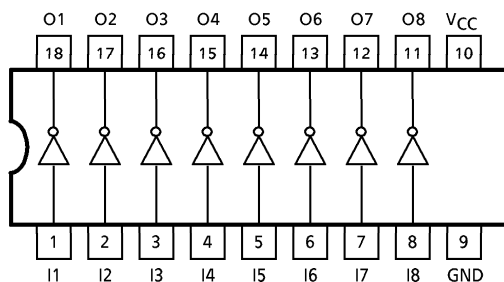 O1 O2 O3 O4 O5 O6 O7 O8 VCC
18 17 16 15 14 13 12 11 10
1 2 3 4 5 6 7 8 9
I1 I2 I3 I4 I5 I6 I7 I8 GND